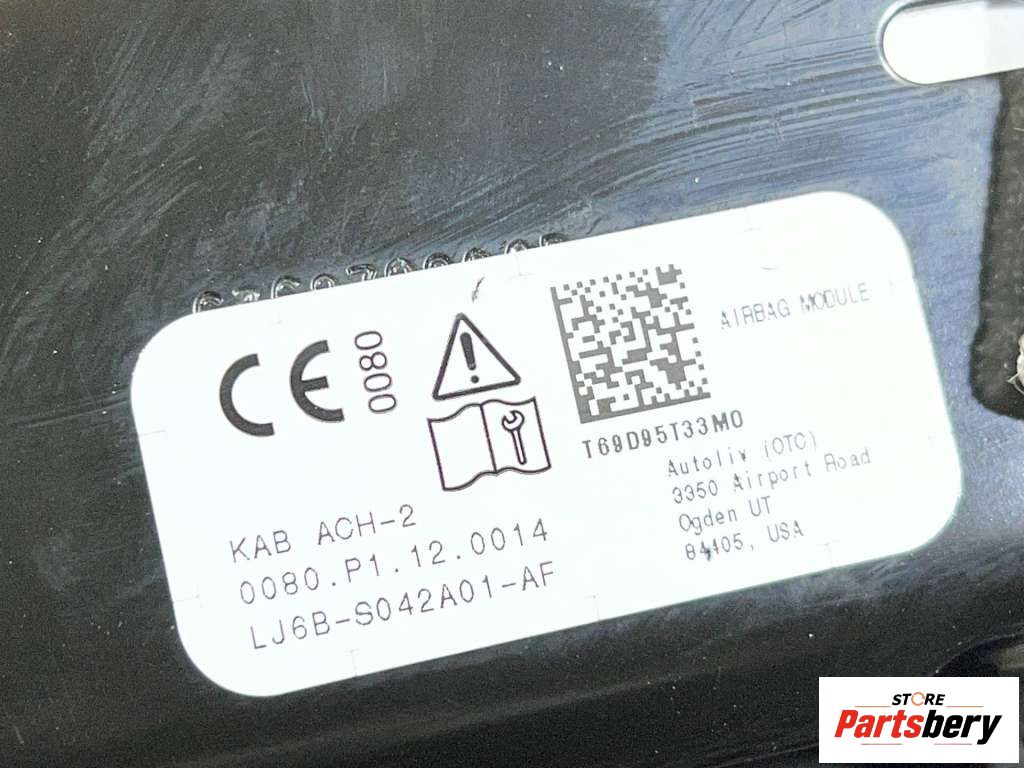 CE 0080
AIRBAG MODULE
T69D95T33M0
Autoliv (OTC)
3350 Airport Road
Ogden UT
84405, USA
KAB ACH-2
0080.P1.12.0014
LJ6B-S042A01-AF
STORE
Partsbery